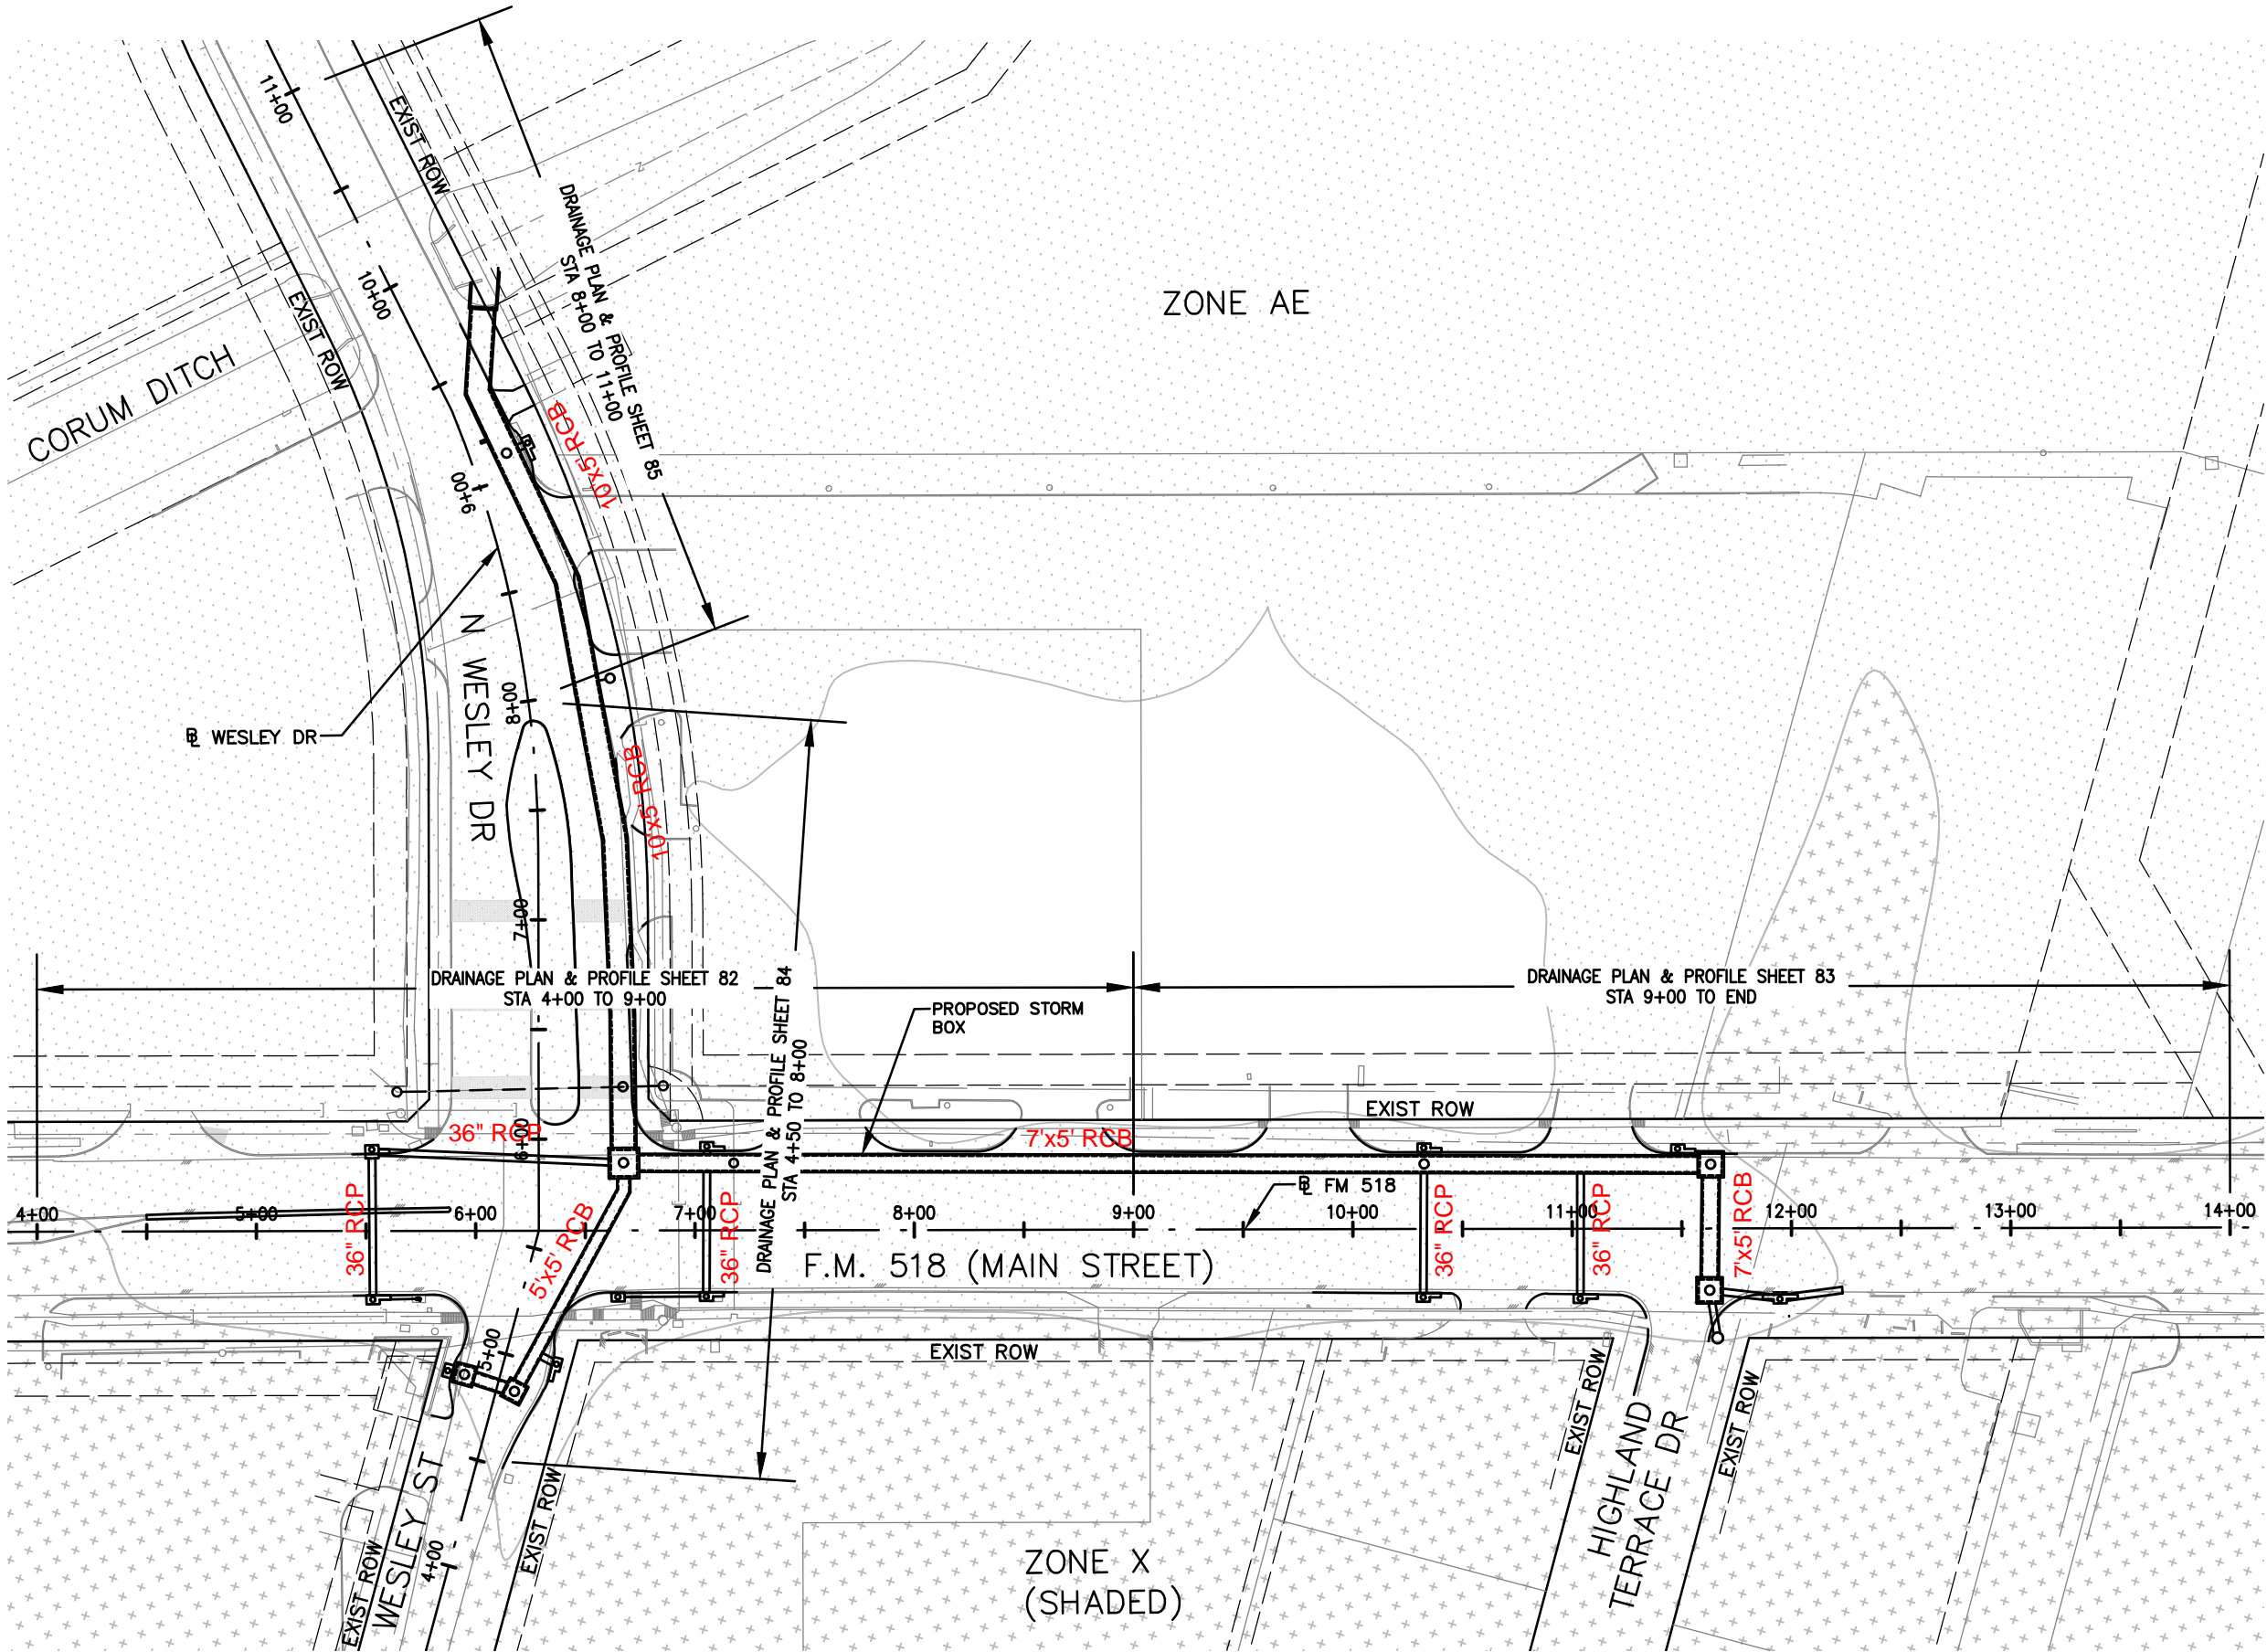 11+00
EXIST ROW
DRAINAGE PLAN & PROFILE SHEET 85
STA 8+00 TO 11+00
10+00
EXIST ROW
ZONE AE
CORUM DITCH
10'x5' RCB
9+00
N WESLEY DR
8+00
BL WESLEY DR
10'x5' RCB
7+00
DRAINAGE PLAN & PROFILE SHEET 82
STA 4+00 TO 9+00
DRAINAGE PLAN & PROFILE SHEET 84
STA 4+50 TO 8+00
DRAINAGE PLAN & PROFILE SHEET 83
STA 9+00 TO END
PROPOSED STORM
BOX
EXIST ROW
36" RCP
6+00
7'x5' RCB
36" RCP
5'x5' RCB
36" RCP
BL FM 518
36" RCP
36" RCP
7'x5' RCB
4+00
5+00
6+00
7+00
8+00
9+00
10+00
11+00
12+00
13+00
14+00
F.M. 518 (MAIN STREET)
5+00
EXIST ROW
EXIST ROW
EXIST ROW
HIGHLAND
TERRACE DR
WESLEY ST
4+00
EXIST ROW
EXIST ROW
ZONE X
(SHADED)